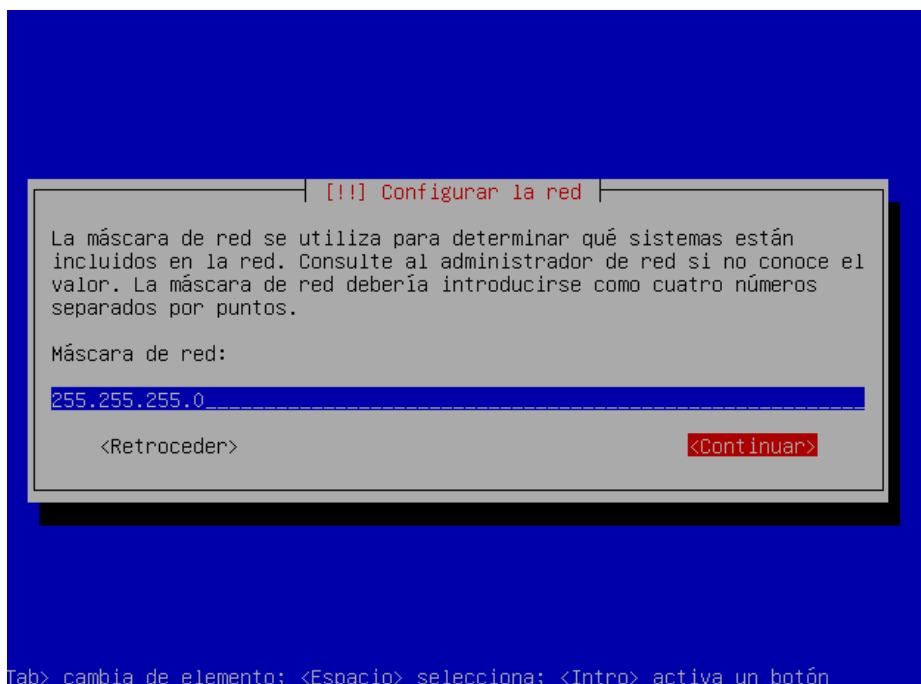 [!!] Configurar la red
La máscara de red se utiliza para determinar qué sistemas están
incluidos en la red. Consulte al administrador de red si no conoce el
valor. La máscara de red debería introducirse como cuatro números
separados por puntos.
Máscara de red:
255.255.255.0
<Retroceder> <Continuar>
Tab> cambia de elemento; <Espacio> selecciona; <Intro> activa un botón